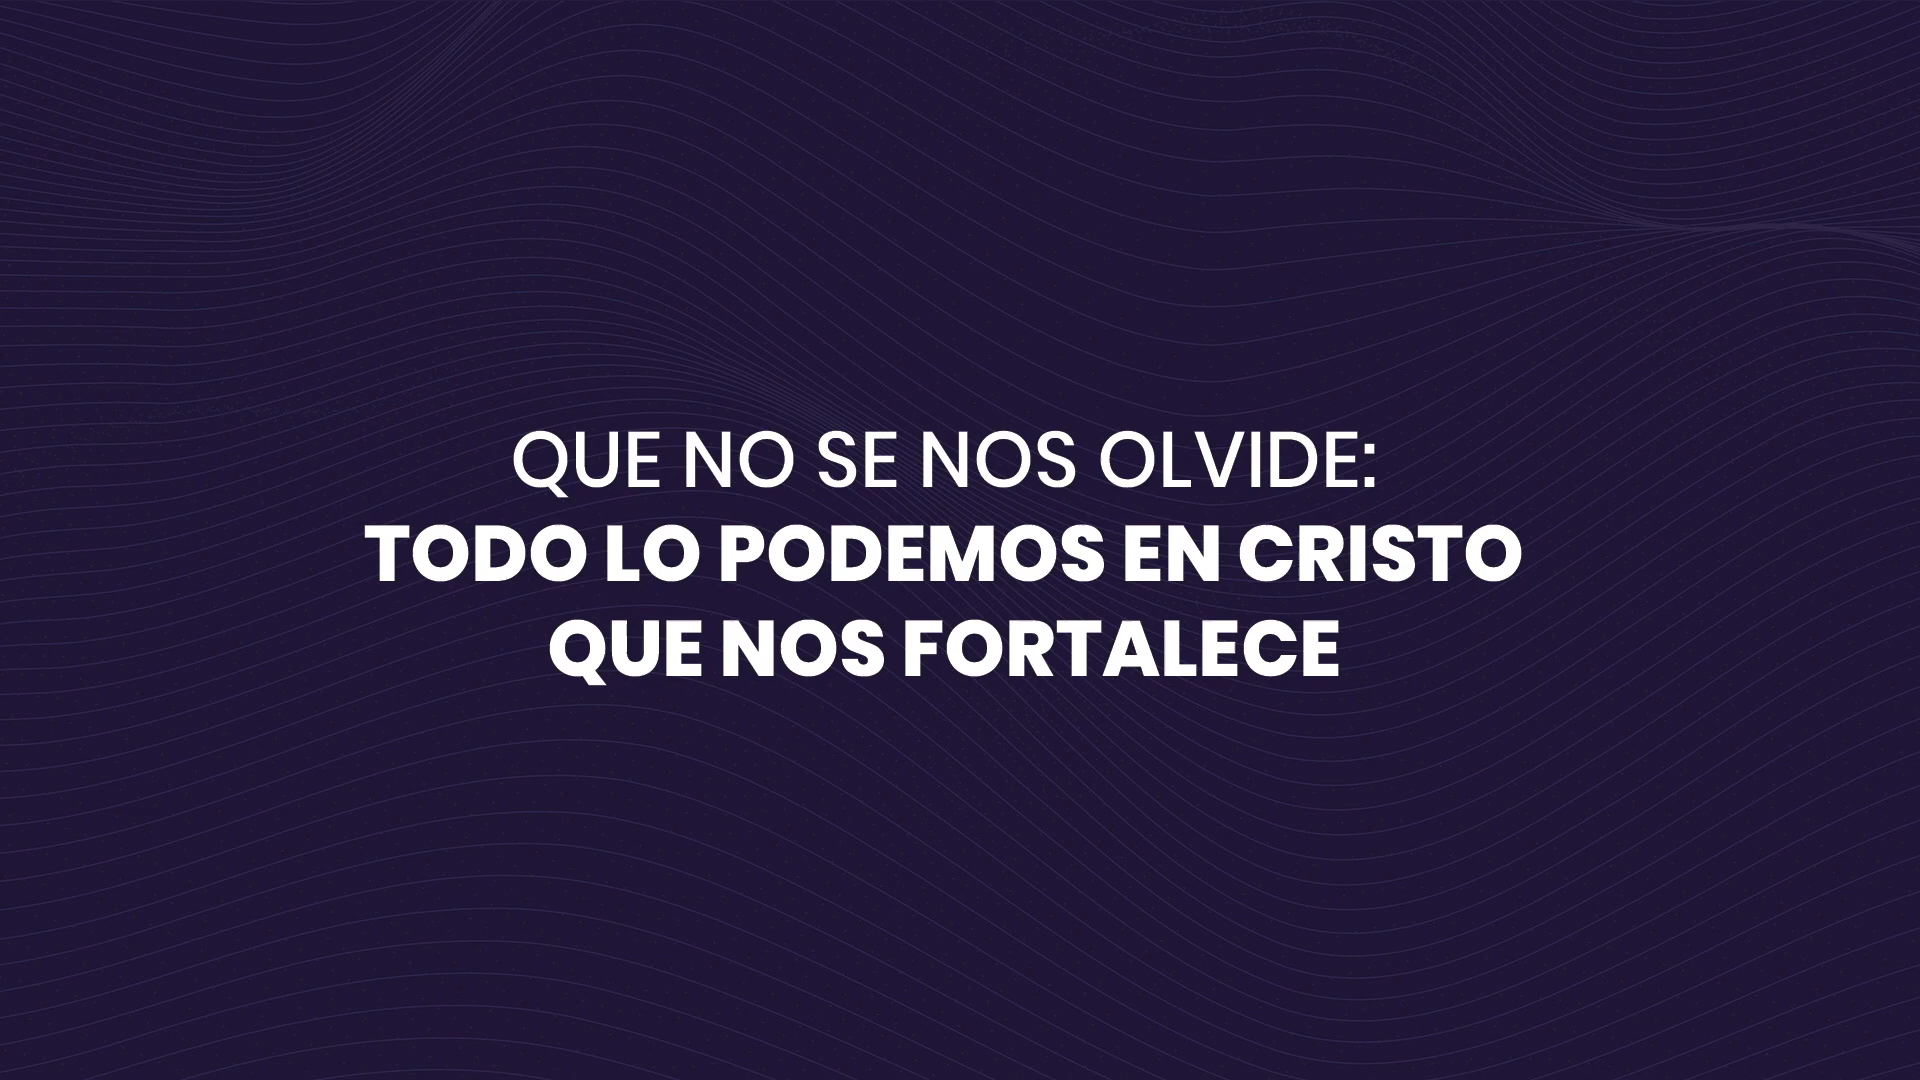 QUE NO SE NOS OLVIDE:
TODO LO PODEMOS EN CRISTO
QUE NOS FORTALECE